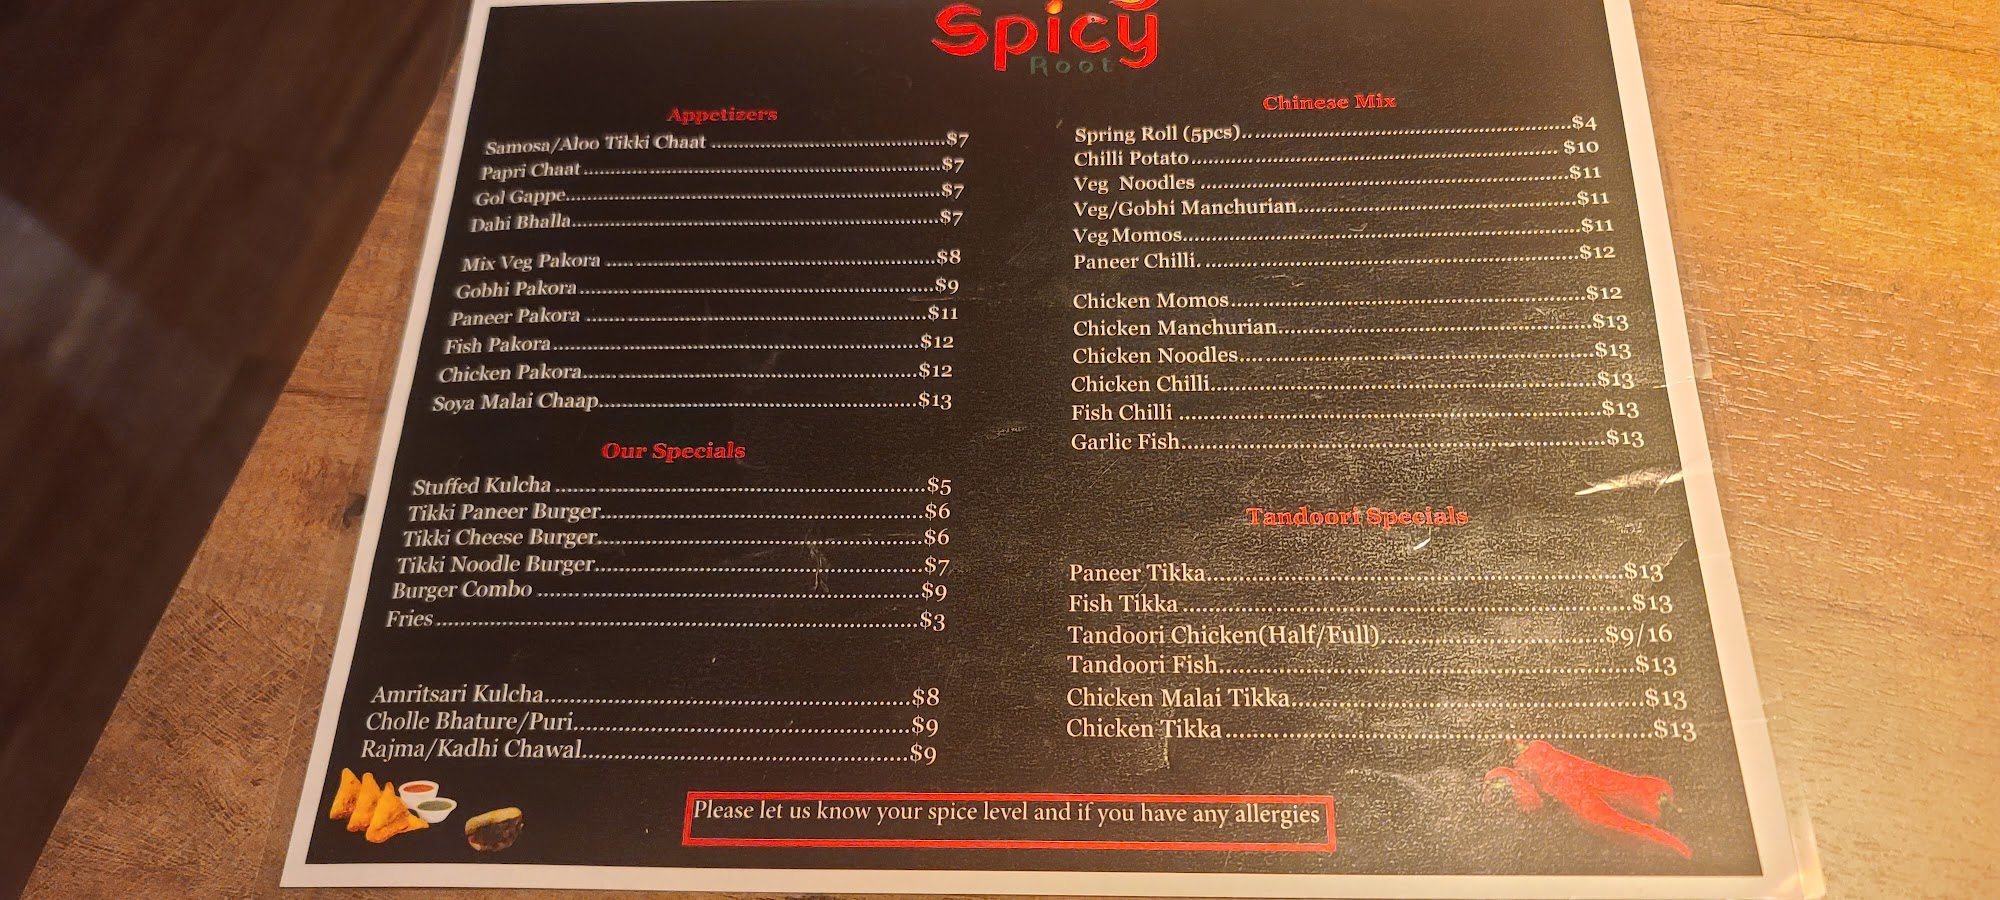 Spicy
Root
Appetizers
Samosa/Aloo Tikki Chaat ........................................$7
Papri Chaat ........................................$7
Gol Gappe........................................$7
Dahi Bhalla........................................$7
Mix Veg Pakora ........................................$8
Gobhi Pakora........................................$9
Paneer Pakora ........................................$11
Fish Pakora........................................$12
Chicken Pakora........................................$12
Soya Malai Chaap........................................$13
Our Specials
Stuffed Kulcha ........................................$5
Tikki Paneer Burger........................................$6
Tikki Cheese Burger........................................$6
Tikki Noodle Burger........................................$7
Burger Combo ........................................$9
Fries ........................................$3
Amritsari Kulcha........................................$8
Cholle Bhature/Puri........................................$9
Rajma/Kadhi Chawal........................................$9
Chinese Mix
Spring Roll (5pcs)........................................$4
Chilli Potato........................................ $10
Veg Noodles ........................................$11
Veg/Gobhi Manchurian........................................$11
Veg Momos........................................$11
Paneer Chilli. ........................................$12
Chicken Momos........................................$12
Chicken Manchurian........................................$13
Chicken Noodles........................................$13
Chicken Chilli........................................$13
Fish Chilli ........................................$13
Garlic Fish........................................$13
Tandoori Specials
Paneer Tikka........................................$13
Fish Tikka ........................................$13
Tandoori Chicken(Half/Full)........................................$9/16
Tandoori Fish........................................$13
Chicken Malai Tikka........................................$13
Chicken Tikka ........................................$13
Please let us know your spice level and if you have any allergies